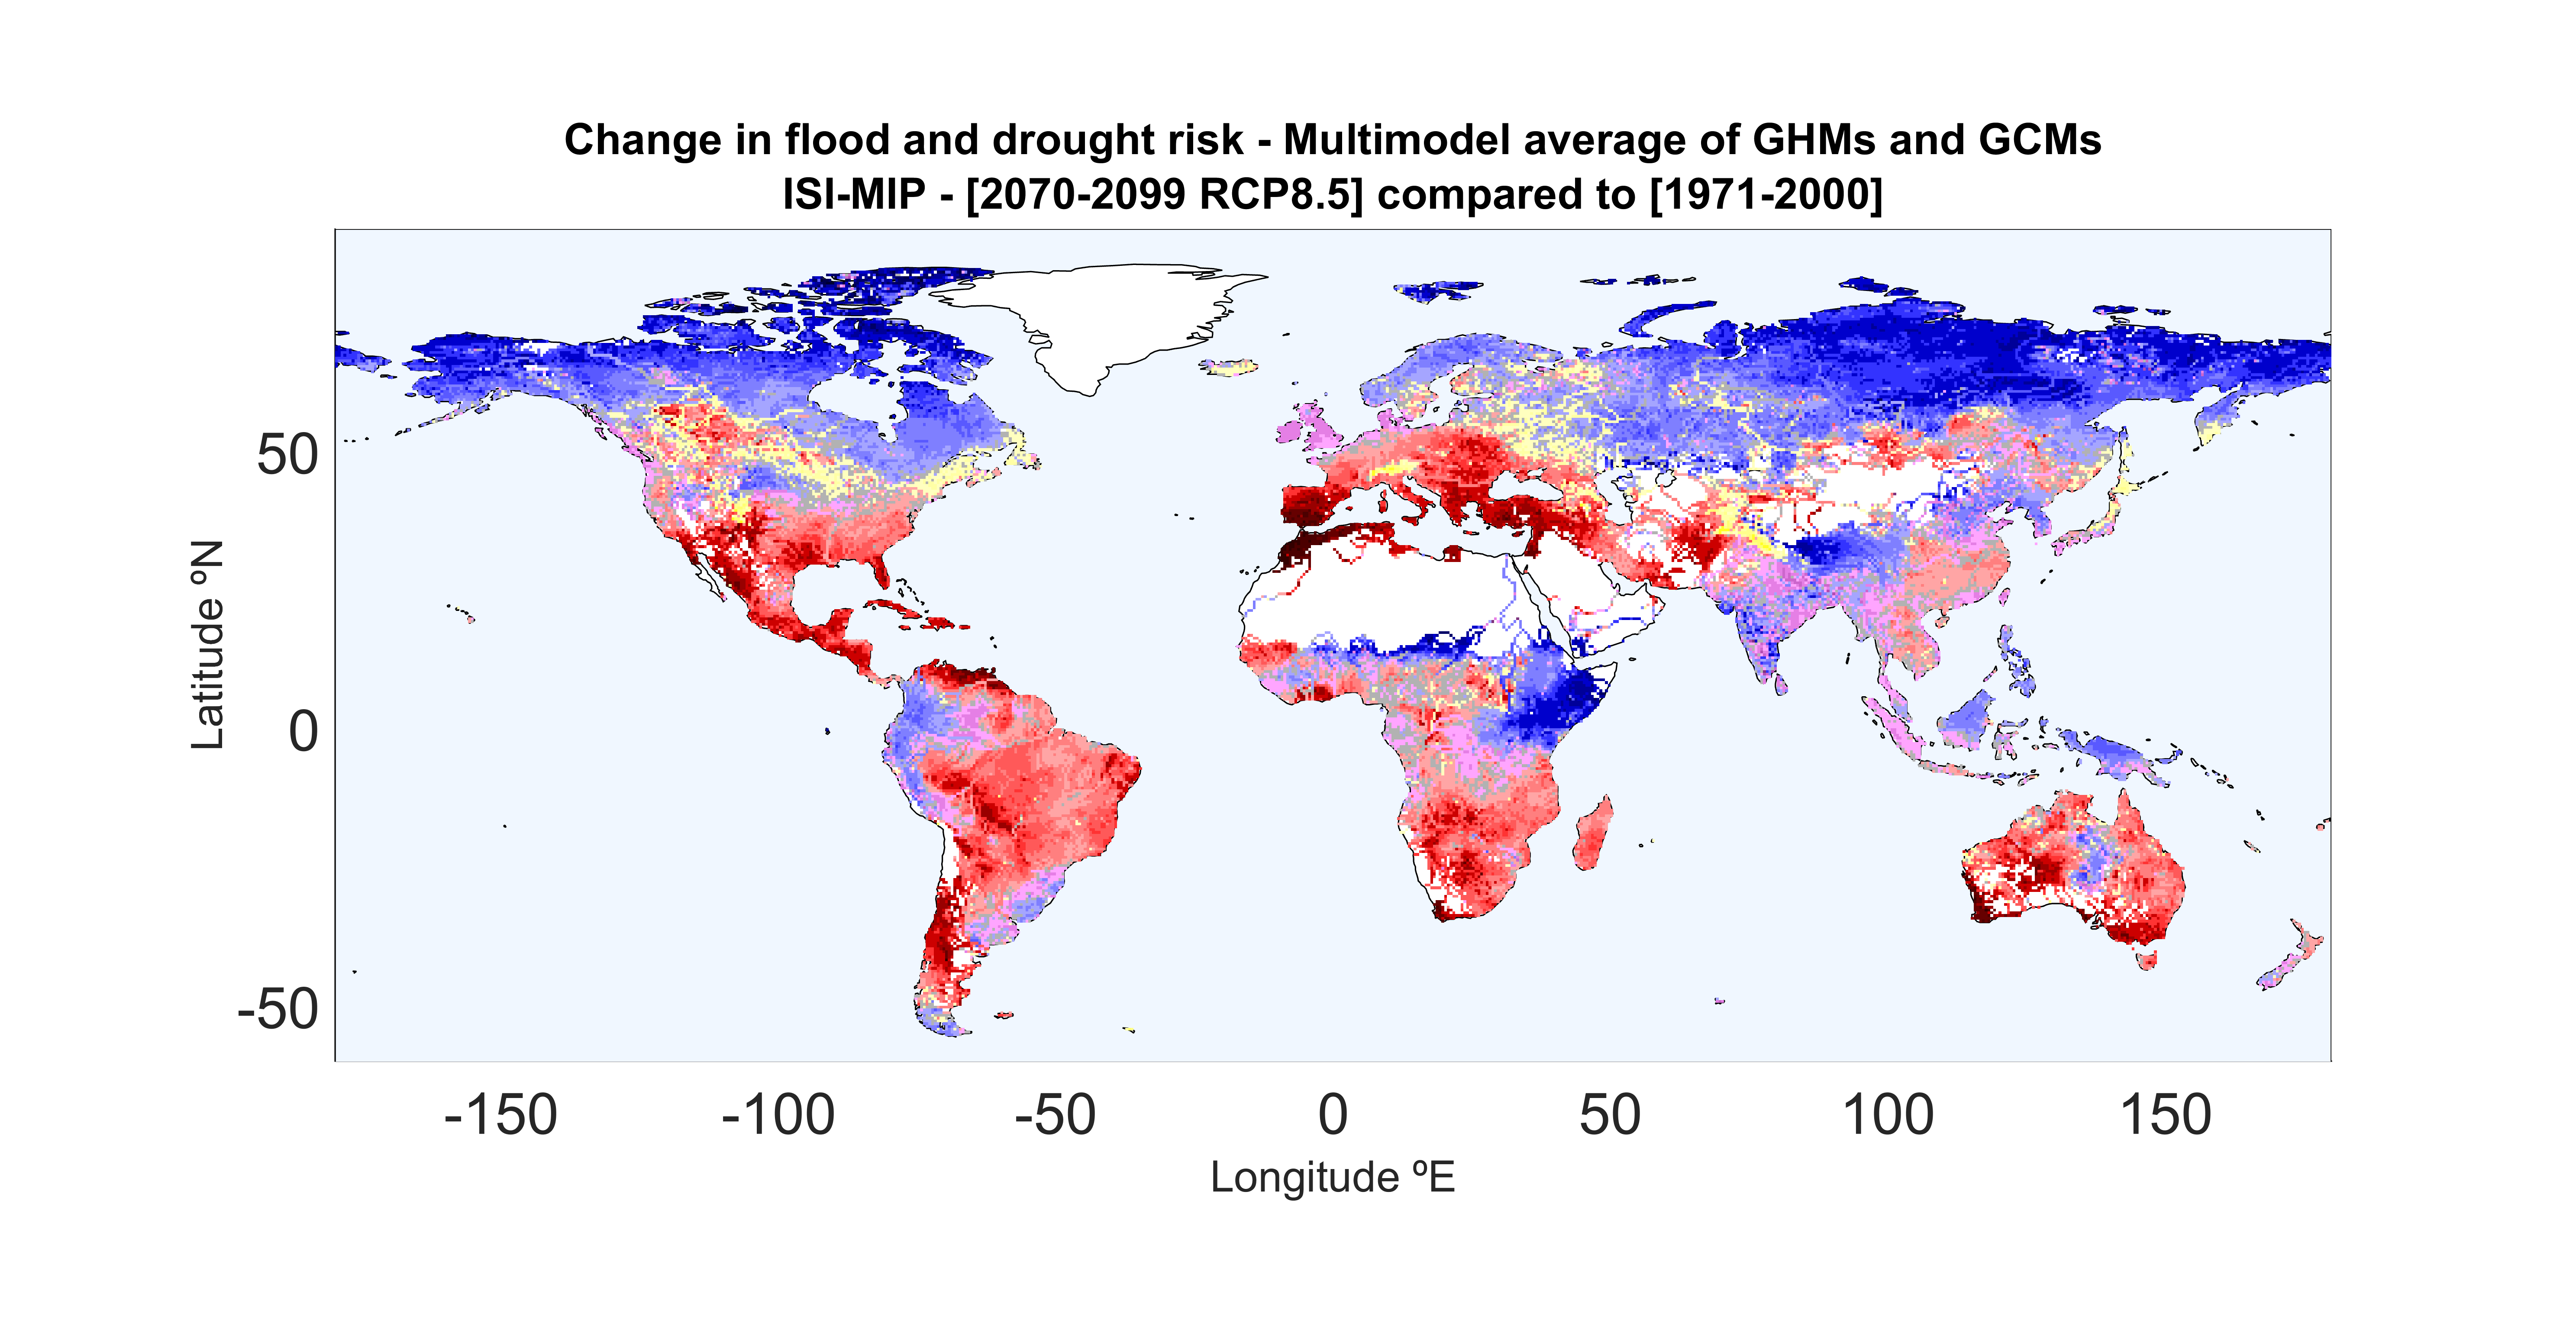 Change in flood and drought risk - Multimodel average of GHMs and GCMs
ISI-MIP - [2070-2099 RCP8.5] compared to [1971-2000]
Latitude ºN
50
0
-50
-150 -100 -50 0 50 100 150
Longitude ºE